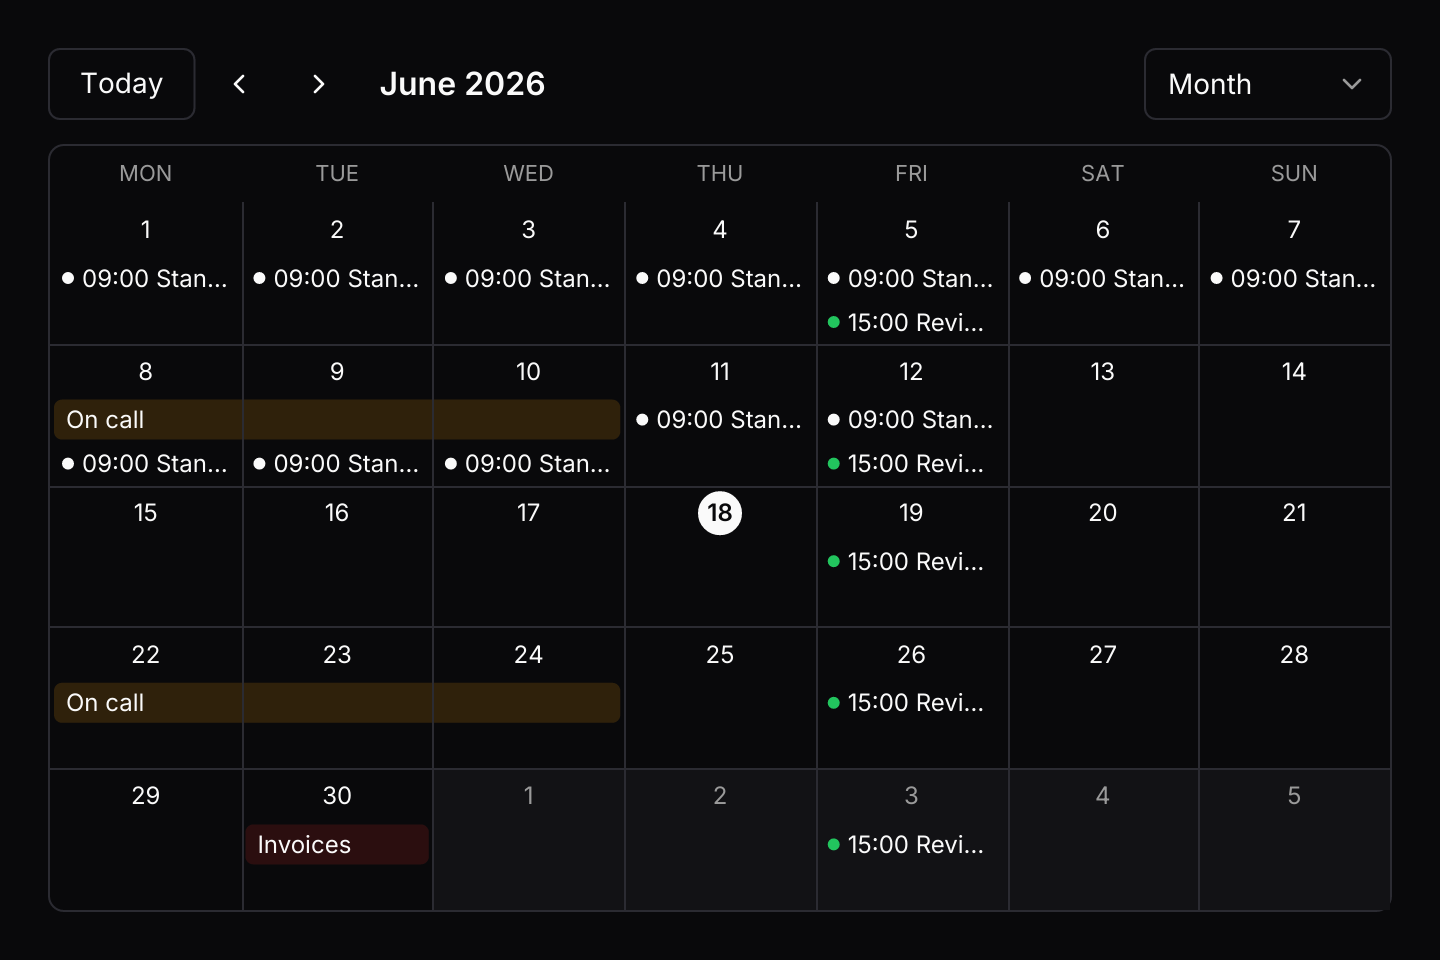 Today
June 2026
Month
MON TUE WED THU FRI SAT SUN
1 2 3 4 5 6 7
09:00 Stan... 09:00 Stan... 09:00 Stan... 09:00 Stan... 09:00 Stan... 09:00 Stan... 09:00 Stan...
15:00 Revi...
8 9 10 11 12 13 14
On call 09:00 Stan... 09:00 Stan...
09:00 Stan... 09:00 Stan... 09:00 Stan... 15:00 Revi...
15 16 17 18 19 20 21
15:00 Revi...
22 23 24 25 26 27 28
On call 15:00 Revi...
29 30 1 2 3 4 5
Invoices 15:00 Revi...